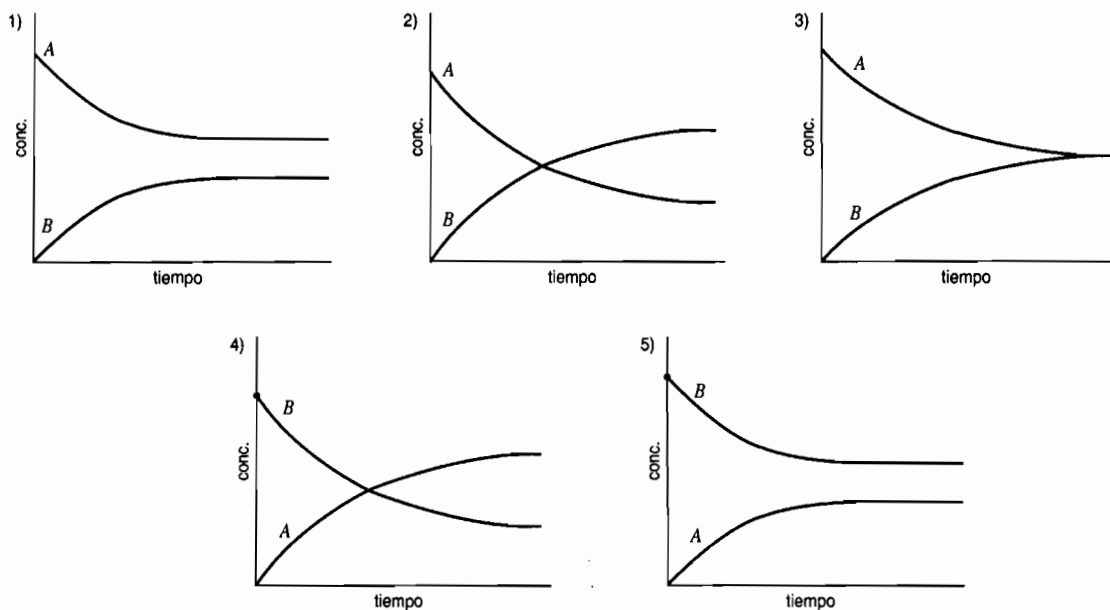 1)
A
B
conc.
tiempo
2)
A
B
conc.
tiempo
3)
A
B
conc.
tiempo
4)
B
A
conc.
tiempo
5)
B
A
conc.
tiempo